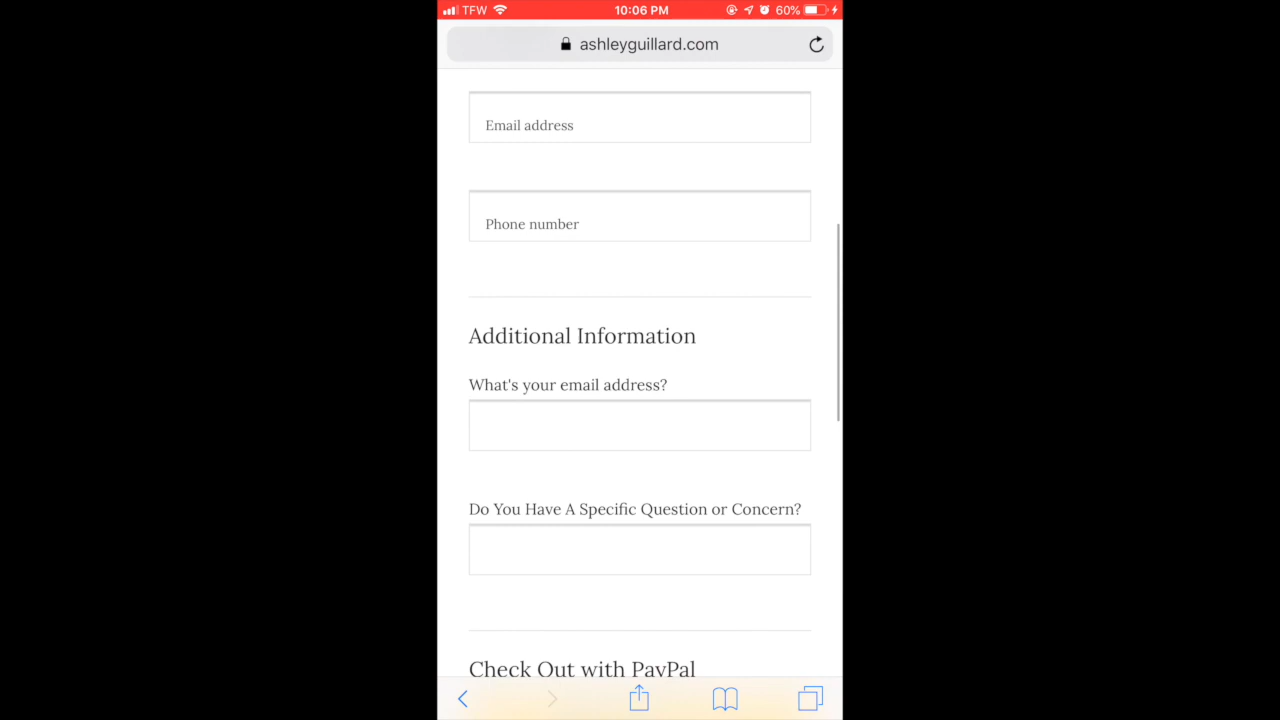 TFW 10:06 PM 60%
ashleyguillard.com
Email address
Phone number
Additional Information
What's your email address?
Do You Have A Specific Question or Concern?
Check Out with PayPal